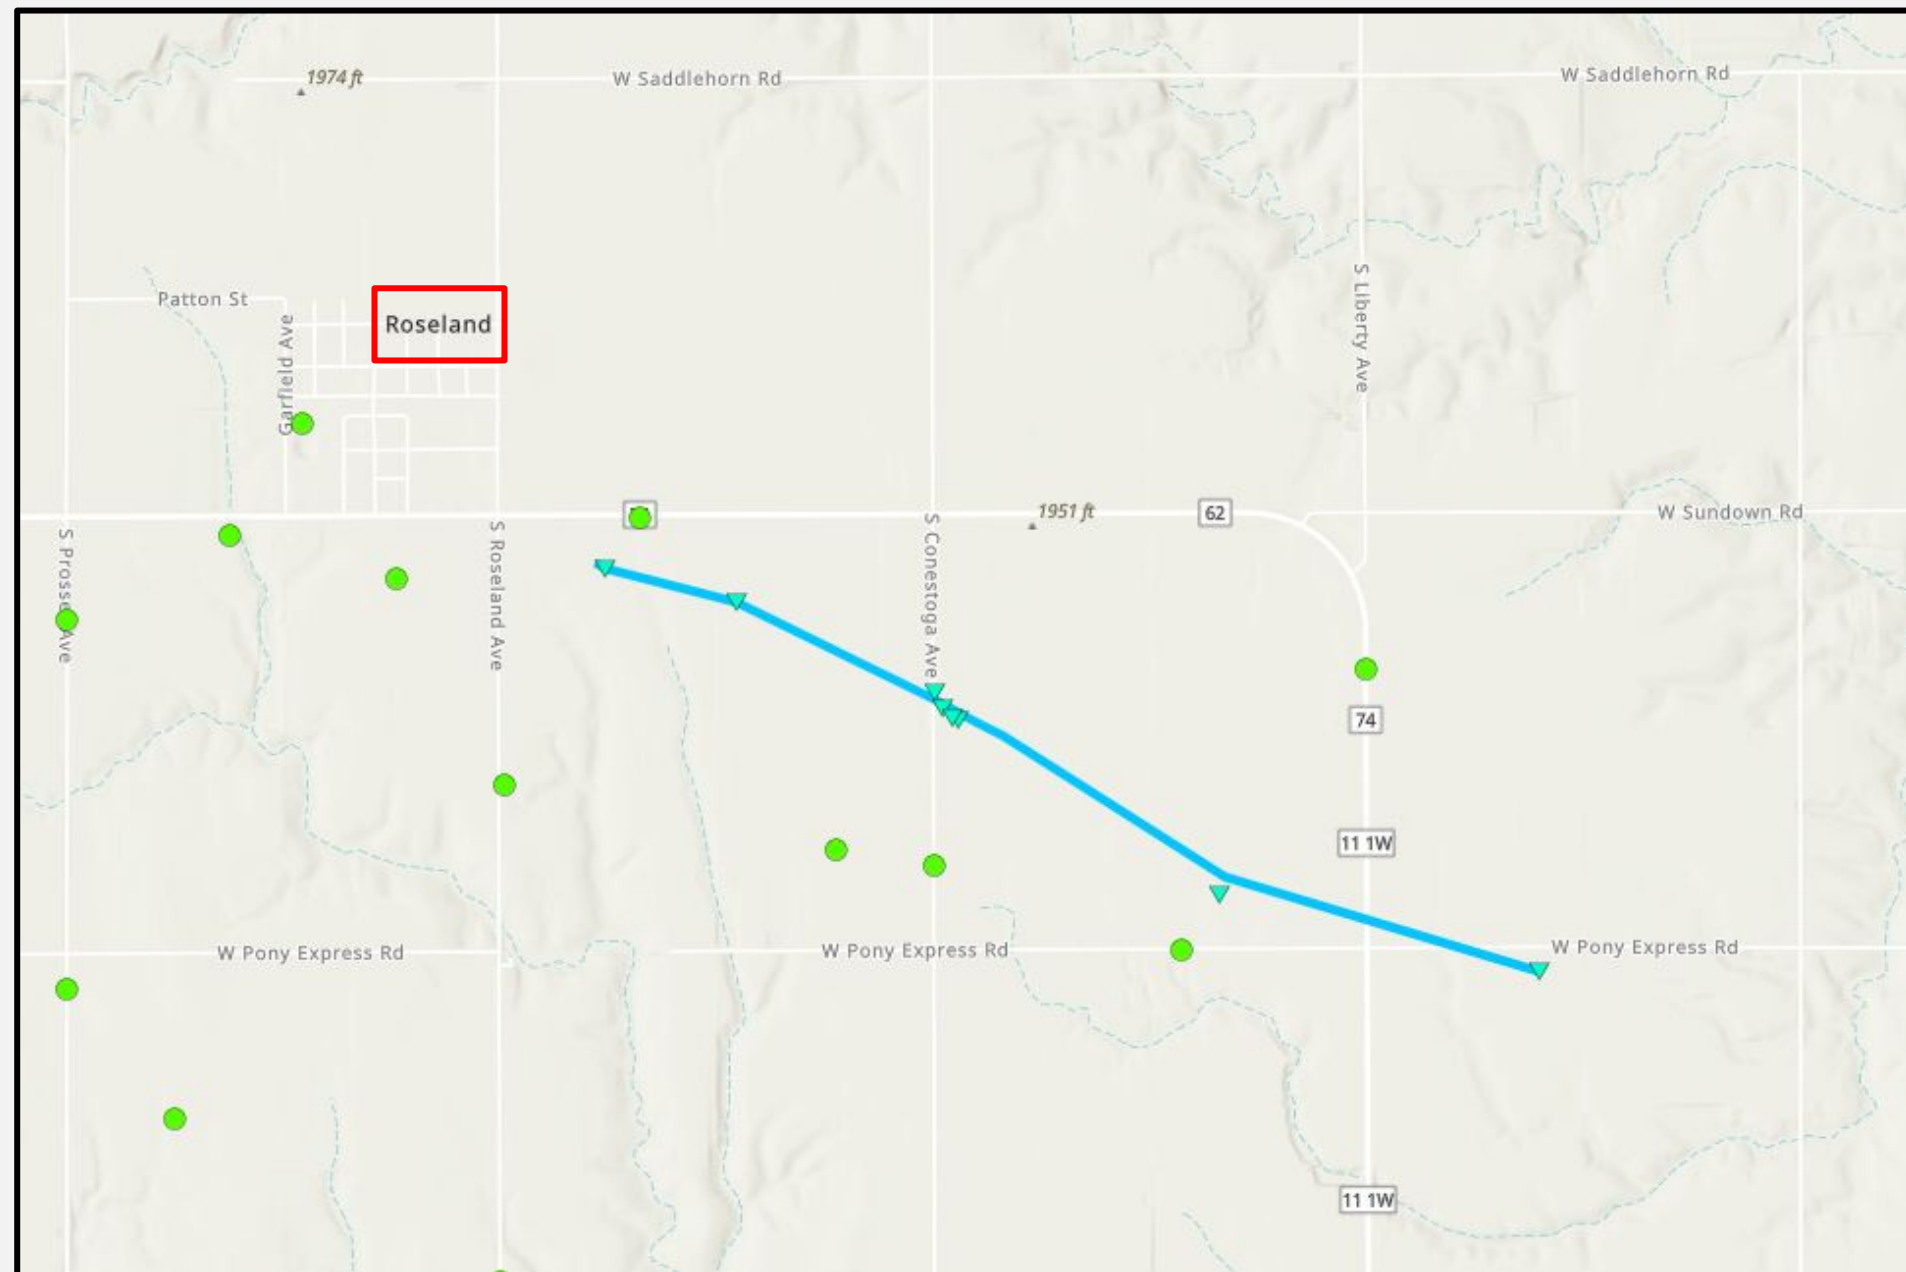 1974 ft
W Saddlehorn Rd
W Saddlehorn Rd
Patton St
Roseland
Garfield Ave
S Liberty Ave
1951 ft
62
W Sundown Rd
S Prosser Ave
S Roseland Ave
S Conestoga Ave
74
11 1W
W Pony Express Rd
W Pony Express Rd
W Pony Express Rd
11 1W